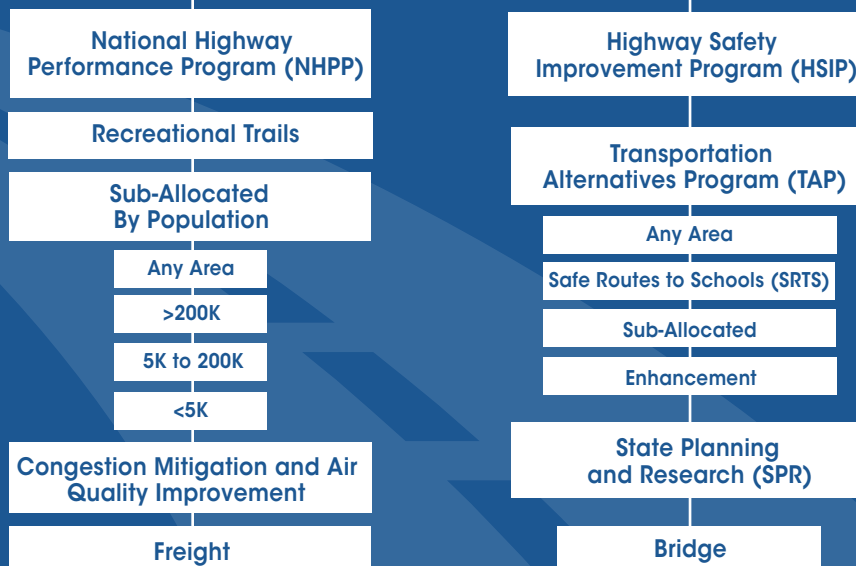 National Highway
Performance Program (NHPP)
Recreational Trails
Sub-Allocated
By Population
Any Area
>200K
5K to 200K
<5K
Congestion Mitigation and Air
Quality Improvement
Freight
Highway Safety
Improvement Program (HSIP)
Transportation
Alternatives Program (TAP)
Any Area
Safe Routes to Schools (SRTS)
Sub-Allocated
Enhancement
State Planning
and Research (SPR)
Bridge